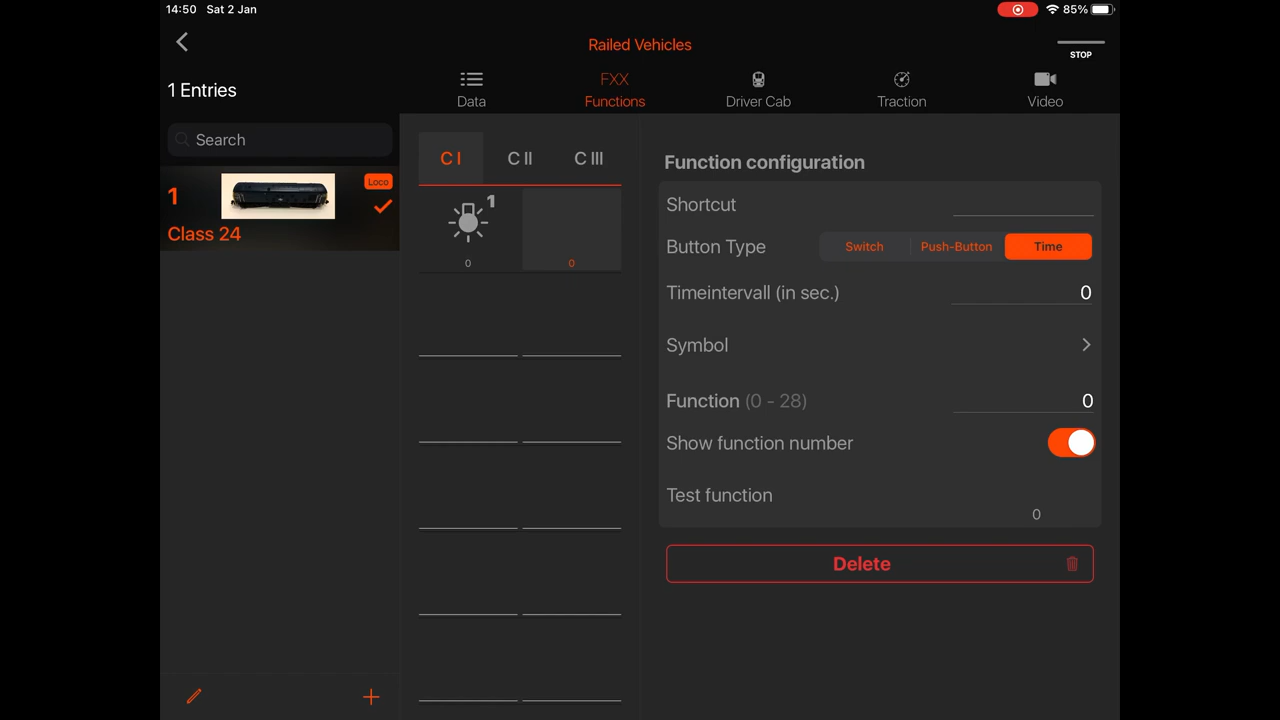 14:50 Sat 2 Jan
85%
Railed Vehicles
STOP
1 Entries
Data
FXX
Functions
Driver Cab
Traction
Video
Search
C I
C II
C III
Function configuration
1
Loco
Class 24
1
0
0
Shortcut
Button Type
Switch
Push-Button
Time
Timeintervall (in sec.)
0
Symbol
Function (0 - 28)
0
Show function number
Test function
0
Delete